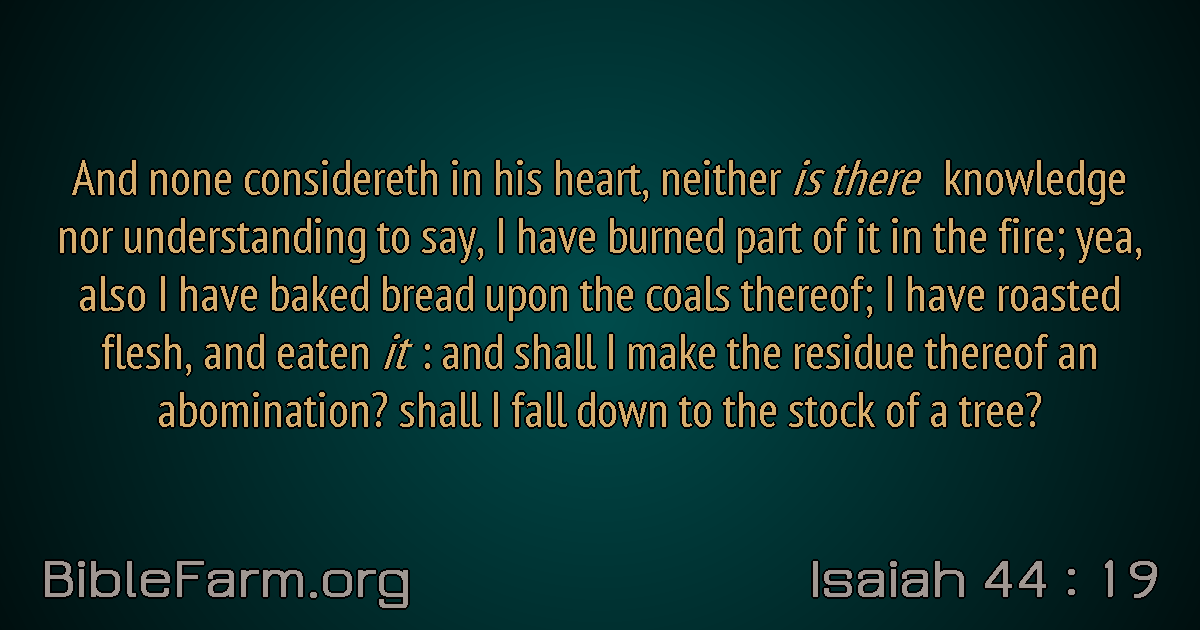 And none considereth in his heart, neither is there knowledge
nor understanding to say, I have burned part of it in the fire; yea,
also I have baked bread upon the coals thereof; I have roasted
flesh, and eaten it : and shall I make the residue thereof an
abomination? shall I fall down to the stock of a tree?
BibleFarm.org
Isaiah 44 : 19